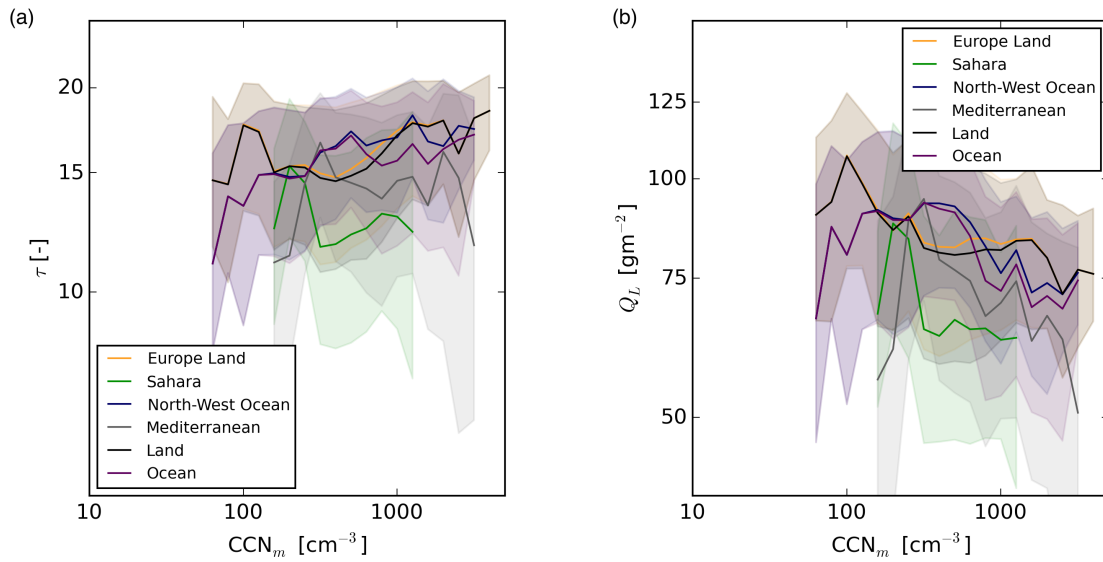 (a)
20
15
10
τ [-]
Europe Land
Sahara
North-West Ocean
Mediterranean
Land
Ocean
10
100
1000
CCN_m [cm^{-3}]
(b)
125
100
75
50
Q_L [gm^{-2}]
Europe Land
Sahara
North-West Ocean
Mediterranean
Land
Ocean
10
100
1000
CCN_m [cm^{-3}]